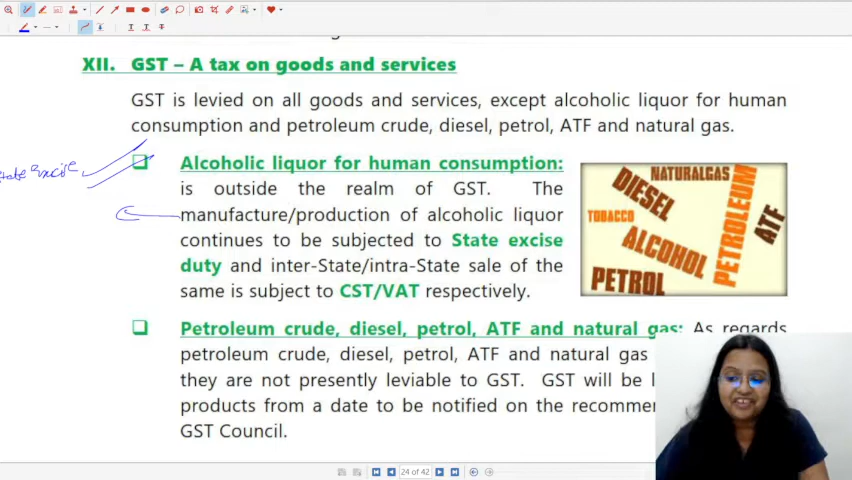 XII. GST – A tax on goods and services
GST is levied on all goods and services, except alcoholic liquor for human
consumption and petroleum crude, diesel, petrol, ATF and natural gas.
Alcoholic liquor for human consumption:
is outside the realm of GST. The
manufacture/production of alcoholic liquor
continues to be subjected to State excise
duty and inter-State/intra-State sale of the
same is subject to CST/VAT respectively.
NATURALGAS
DIESEL
TOBACCO
ALCOHOL
PETROLEUM
ATF
PETROL
Petroleum crude, diesel, petrol, ATF and natural gas: As regards
petroleum crude, diesel, petrol, ATF and natural gas
they are not presently leviable to GST. GST will be l
products from a date to be notified on the recommen
GST Council.
24 of 42